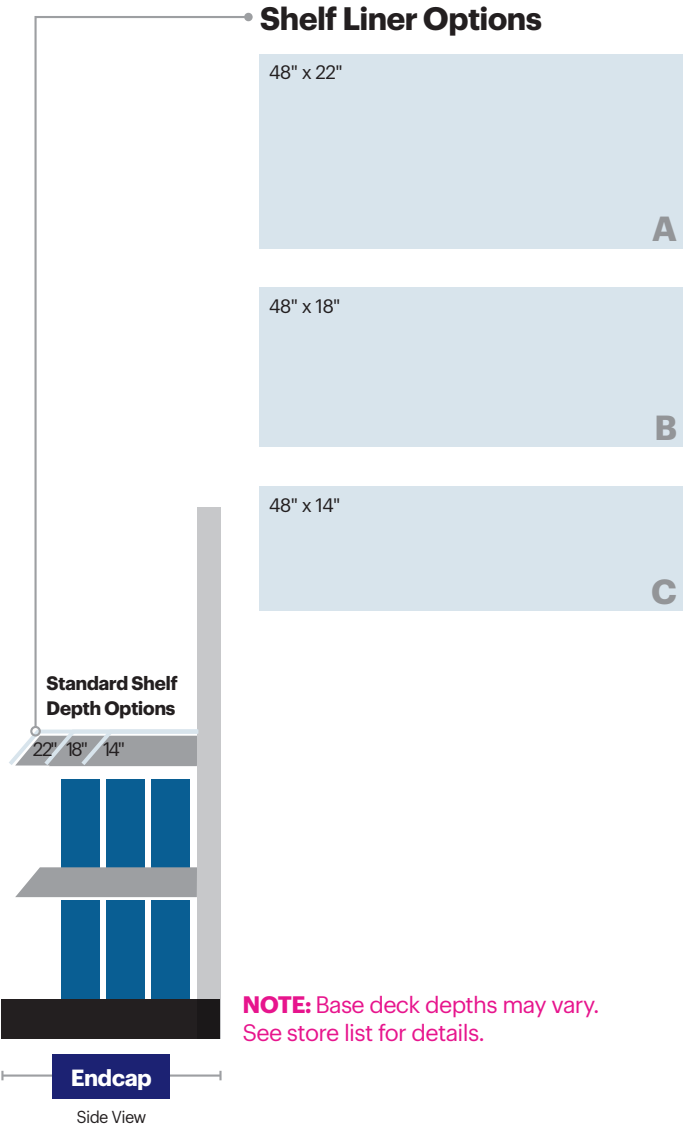 Shelf Liner Options
48" x 22"
A
48" x 18"
B
48" x 14"
C
Standard Shelf
Depth Options
22" 18" 14"
NOTE: Base deck depths may vary.
See store list for details.
Endcap
Side View